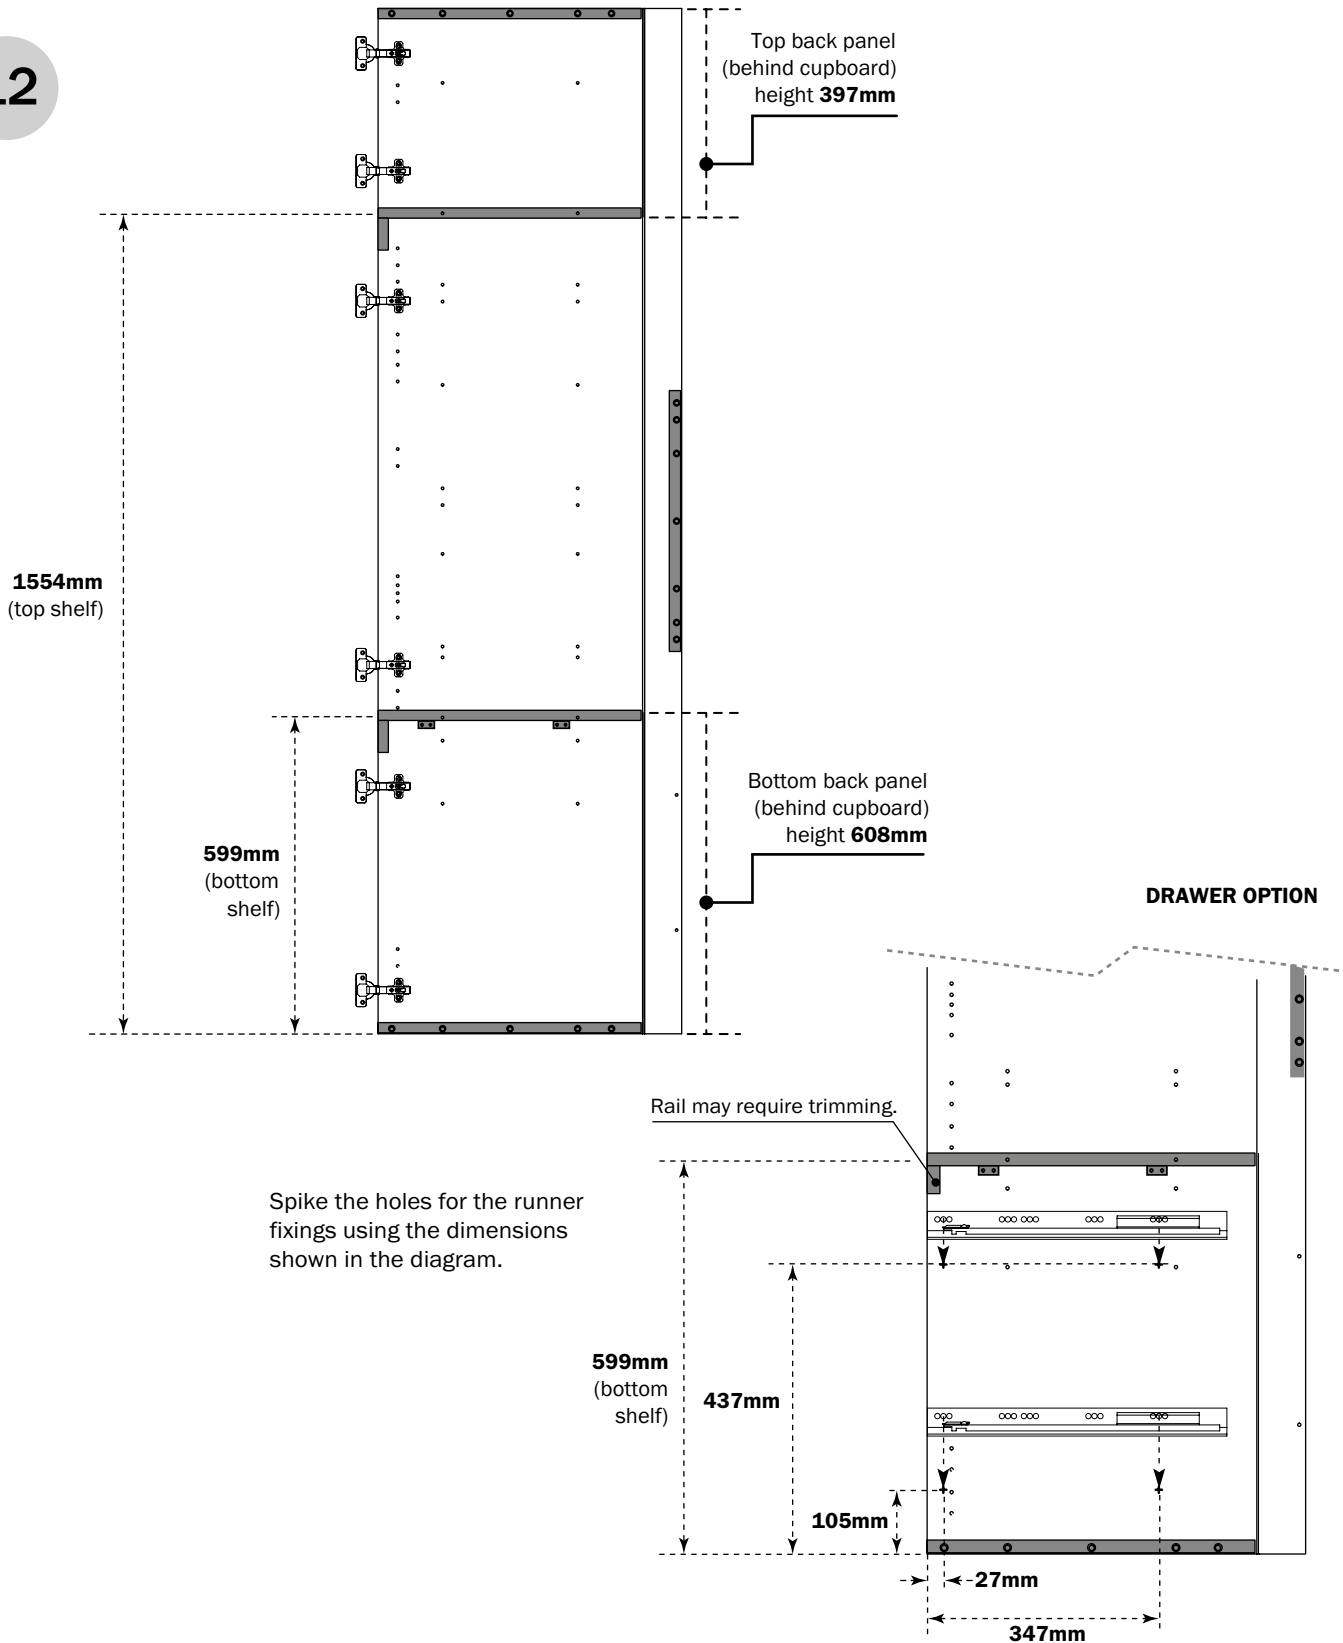 Top back panel
(behind cupboard)
height 397mm
1554mm
(top shelf)
599mm
(bottom
shelf)
Bottom back panel
(behind cupboard)
height 608mm
DRAWER OPTION
Rail may require trimming.
Spike the holes for the runner
fixings using the dimensions
shown in the diagram.
599mm
(bottom
shelf)
437mm
105mm
27mm
347mm